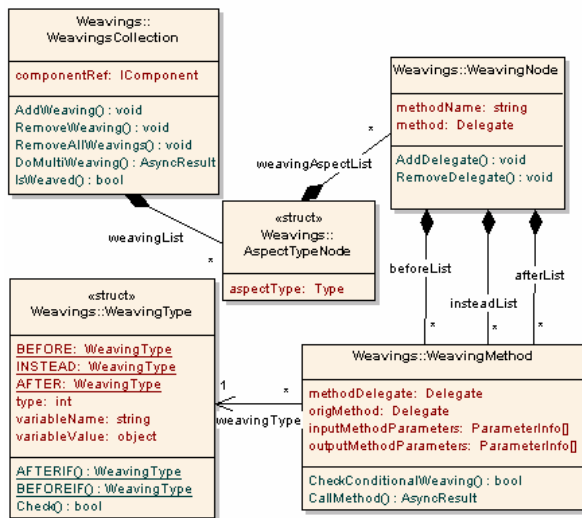 Weavings::
WeavingsCollection
componentRef: IComponent
AddWeaving() : void
RemoveWeaving() : void
RemoveAllWeavings() : void
DoMultiWeaving() : AsyncResult
IsWeaved() : bool
Weavings::WeavingNode
methodName: string
method: Delegate
AddDelegate() : void
RemoveDelegate() : void
*
weavingAspectList
weavingList
*
«struct»
Weavings::
AspectTypeNode
aspectType: Type
beforeList
insteadList
afterList
*
*
*
«struct»
Weavings::WeavingType
BEFORE: WeavingType
INSTEAD: WeavingType
AFTER: WeavingType
type: int
variableName: string
variableValue: object
AFTERIF() : WeavingType
BEFOREIF() : WeavingType
Check() : bool
1
*
weavingType
Weavings::WeavingMethod
methodDelegate: Delegate
origMethod: Delegate
inputMethodParameters: ParameterInfo[]
outputMethodParameters: ParameterInfo[]
CheckConditionalWeaving() : bool
CallMethod() : AsyncResult